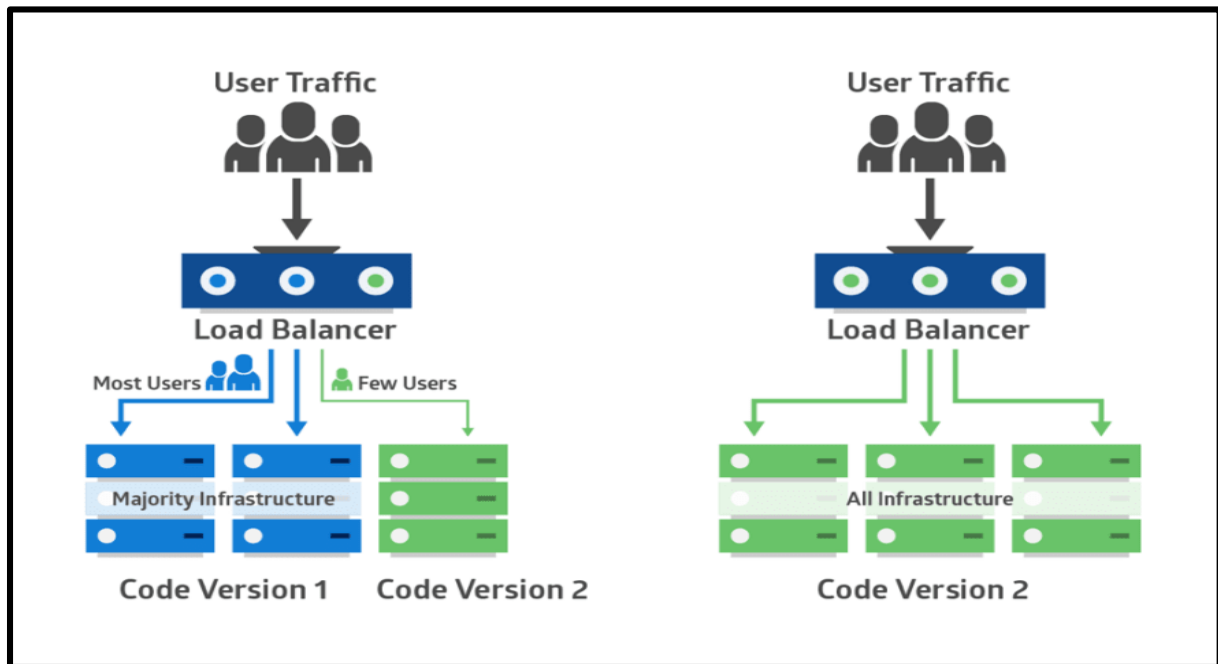 User Traffic
Load Balancer
Most Users
Few Users
Majority Infrastructure
Code Version 1
Code Version 2
User Traffic
Load Balancer
All Infrastructure
Code Version 2